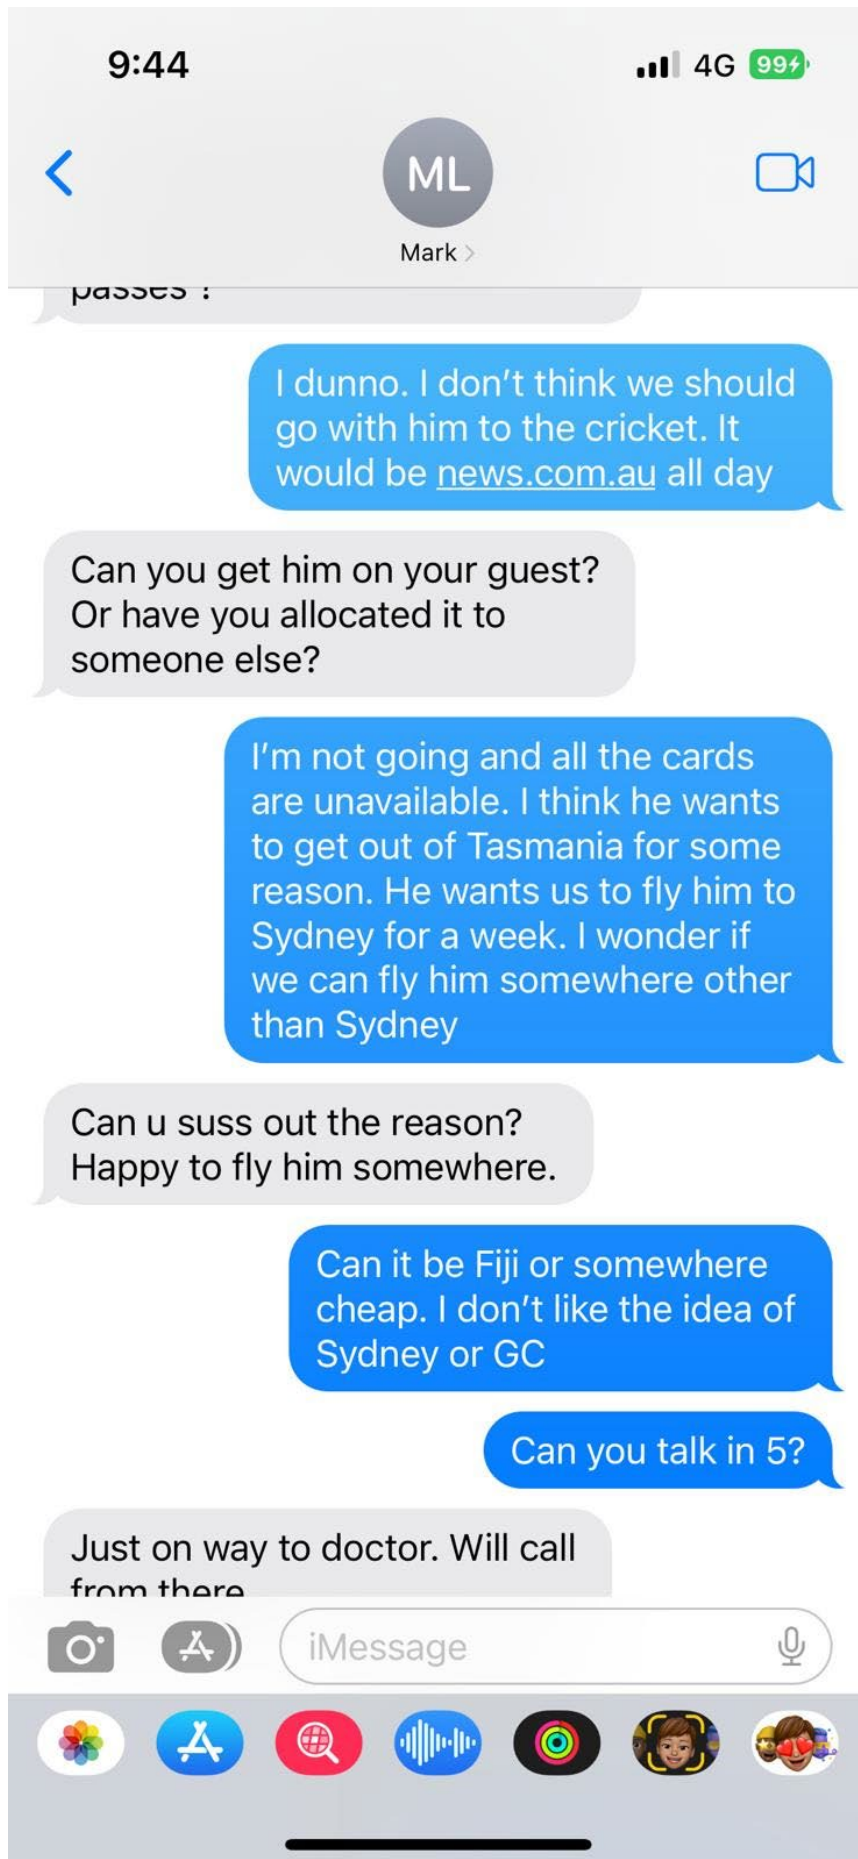 9:44
4G 99
ML
Mark
passes ?
I dunno. I don't think we should
go with him to the cricket. It
would be news.com.au all day
Can you get him on your guest?
Or have you allocated it to
someone else?
I'm not going and all the cards
are unavailable. I think he wants
to get out of Tasmania for some
reason. He wants us to fly him to
Sydney for a week. I wonder if
we can fly him somewhere other
than Sydney
Can u suss out the reason?
Happy to fly him somewhere.
Can it be Fiji or somewhere
cheap. I don't like the idea of
Sydney or GC
Can you talk in 5?
Just on way to doctor. Will call
from there
iMessage